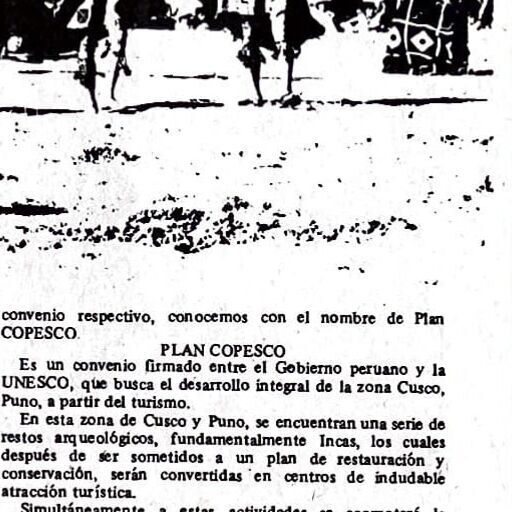 convenio respectivo, conocemos con el nombre de Plan
COPESCO.
PLAN COPESCO
Es un convenio firmado entre el Gobierno peruano y la
UNESCO, que busca el desarrollo integral de la zona Cusco,
Puno, a partir del turismo.
En esta zona de Cusco y Puno, se encuentran una serie de
restos arqueológicos, fundamentalmente Incas, los cuales
después de ser sometidos a un plan de restauración y
conservación, serán convertidas en centros de indudable
atracción turística.
Simultáneamente a estas actividades se